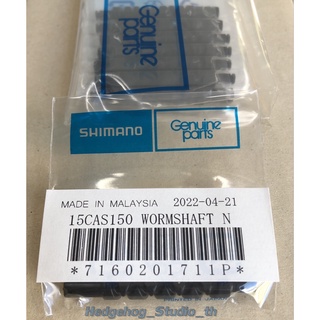 Genuine
parts
SHIMANO
Genuine
parts
MADE IN MALAYSIA 2022-04-21
15CAS150 WORMSHAFT N
*7160201711P*
Hedgehog_Studio_th